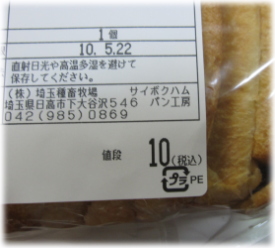 1個
10. 5.22
直射日光や高温多湿を避けて
保存してください。
(株)埼玉種畜牧場 サイボクハム
埼玉県日高市下大谷沢546 パン工房
042(985)0869
値段 10(税込)
プラ PE